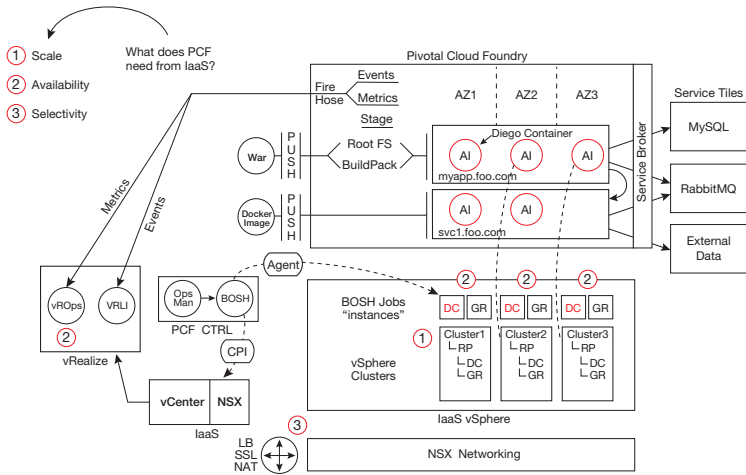 1 Scale
2 Availability
3 Selectivity
What does PCF
need from IaaS?
Pivotal Cloud Foundry
Fire
Hose
Events
Metrics
AZ1 AZ2 AZ3
Stage
Root FS
BuildPack
War
PUSH
Diego Container
AI AI AI
myapp.foo.com
Docker
Image
PUSH
AI AI
svc1.foo.com
Service Broker
Service Tiles
MySQL
RabbitMQ
External
Data
Metrics
Events
vROps
VRLI
2
vRealize
Ops
Man
BOSH
PCF CTRL
Agent
CPI
vCenter NSX
IaaS
BOSH Jobs
“instances”
2 2 2
DC GR DC GR DC GR
1
vSphere
Clusters
Cluster1 Cluster2 Cluster3
RP RP RP
DC DC DC
GR GR GR
IaaS vSphere
3
LB
SSL
NAT
NSX Networking